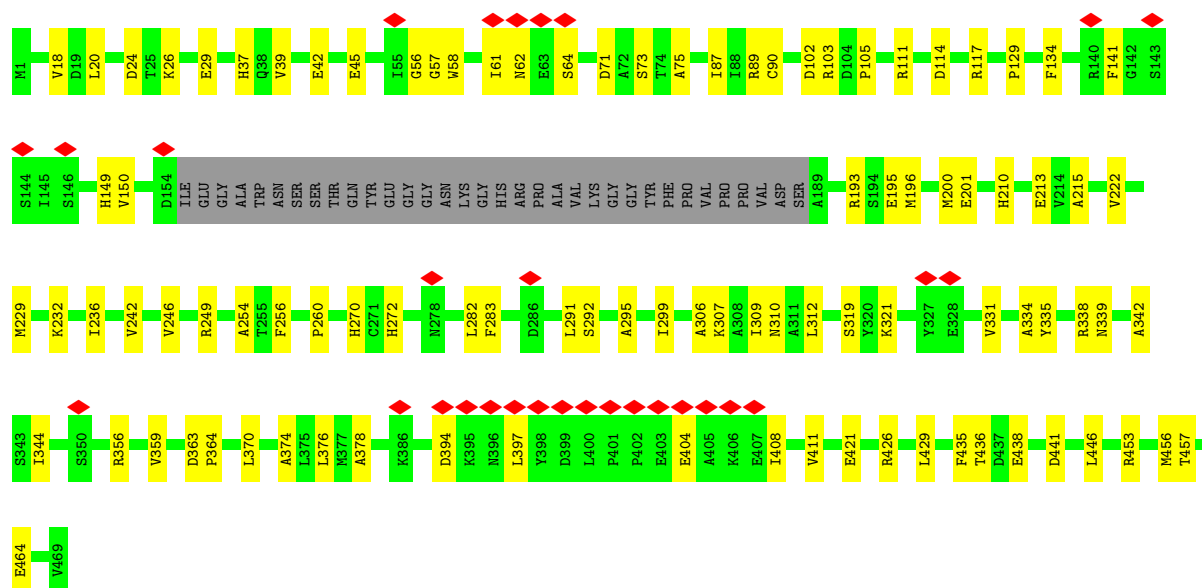 M1 V18 D19 L20 D24 T25 K26 E29 H37 Q38 V39 E42 E45 I55 G56 G57 W58 I61 N62 E63 S64 D71 A72 S73 T74 A75 I87 I88 R89 C90 D102 R103 D104 P105 R111 D114 R117 P129 F134 R140 F141 G142 S143
S144 I145 S146 H149 V150 D154 ILE GLU GLY ALA TRP ASN SER SER THR GLN TYR GLU GLY GLY ASN LYS GLY HIS ARG PRO ALA VAL LYS GLY GLY TYR PHE PRO VAL PRO PRO VAL ASP SER A189 R193 S194 E195 M196 M200 E201 H210 E213 V214 A215 V222
M229 K232 I236 V242 V246 R249 A254 T255 F256 P260 H270 C271 H272 N278 L282 F283 D286 L291 S292 A295 I299 A306 K307 A308 I309 N310 A311 L312 S319 Y320 K321 Y327 E328 V331 A334 Y335 R338 N339 A342
S343 I344 S350 R356 V359 D363 P364 L370 A374 L375 L376 M377 A378 K386 D394 K395 N396 L397 Y398 D399 L400 P401 P402 E403 E404 A405 K406 E407 I408 V411 E421 R426 L429 F435 T436 D437 E438 D441 L446 R453 M456 T457
E464 V469